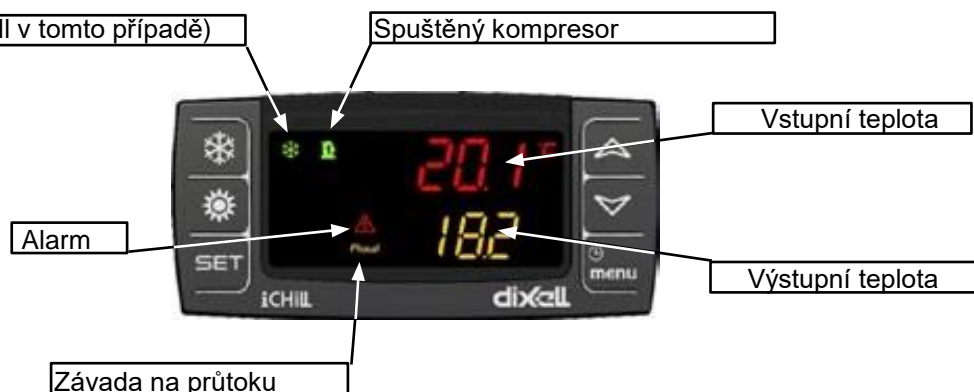 ll v tomto případě)
Spuštěný kompresor
Vstupní teplota
20.1
Alarm
18.2
SET
menu
Výstupní teplota
iCHiLL
dixell
Závada na průtoku